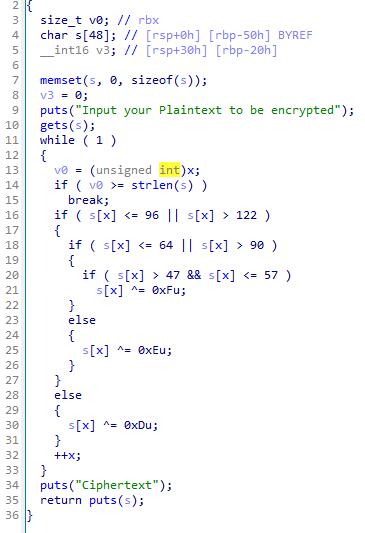 2 {
3 size_t v0; // rbx
4 char s[48]; // [rsp+0h] [rbp-50h] BYREF
5 __int16 v3; // [rsp+30h] [rbp-20h]
6
7 memset(s, 0, sizeof(s));
8 v3 = 0;
9 puts("Input your Plaintext to be encrypted");
10 gets(s);
11 while ( 1 )
12 {
13 v0 = (unsigned int)x;
14 if ( v0 >= strlen(s) )
15 break;
16 if ( s[x] <= 96 || s[x] > 122 )
17 {
18 if ( s[x] <= 64 || s[x] > 90 )
19 {
20 if ( s[x] > 47 && s[x] <= 57 )
21 s[x] ^= 0xFu;
22 }
23 else
24 {
25 s[x] ^= 0xEu;
26 }
27 }
28 else
29 {
30 s[x] ^= 0xDu;
31 }
32 ++x;
33 }
34 puts("Ciphertext");
35 return puts(s);
36 }